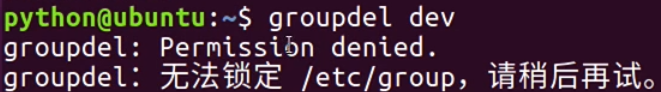 python@ubuntu:~$ groupdel dev
groupdel: Permission denied.
groupdel: 无法锁定 /etc/group，请稍后再试。